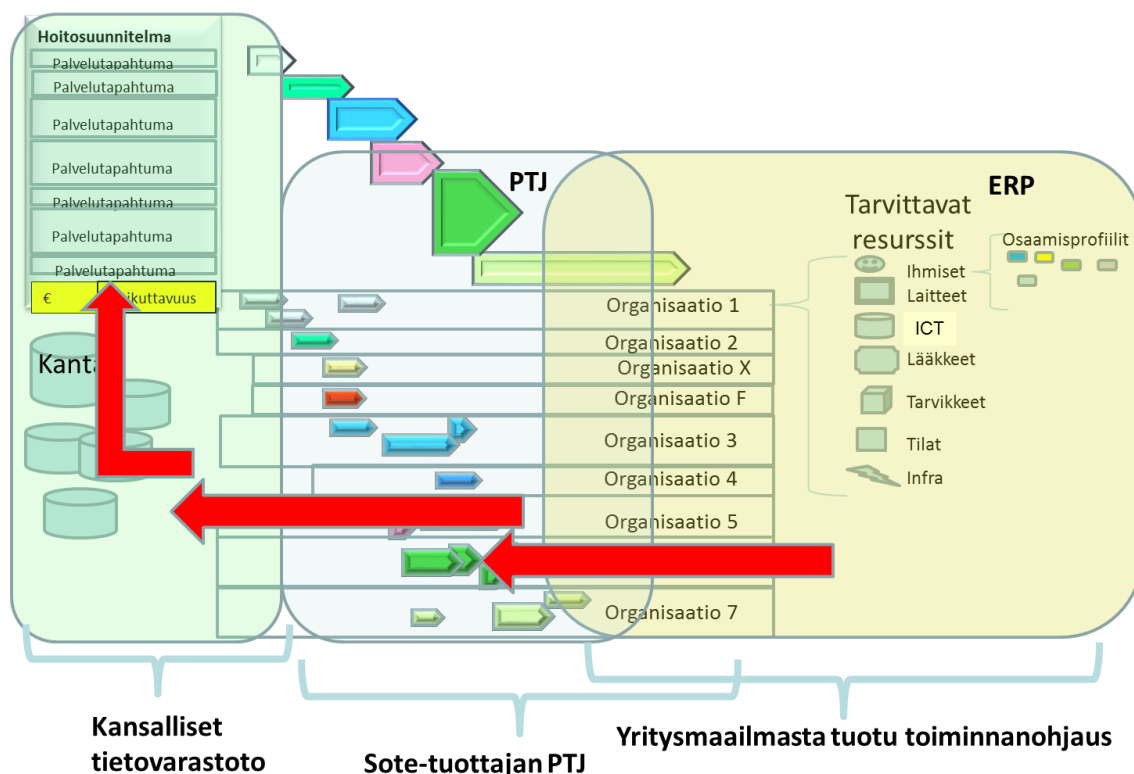 Hoitosuunnitelma
Palvelutapahtuma
Palvelutapahtuma
Palvelutapahtuma
Palvelutapahtuma
Palvelutapahtuma
Palvelutapahtuma
Palvelutapahtuma
€
PTJ
ERP
Tarvittavat
resurssit
Osaamisprofiilit
Ihmiset
Laitteet
ICT
Lääkkeet
Tarvikkeet
Tilat
Infra
Organisaatio 1
Organisaatio 2
Organisaatio X
Organisaatio F
Organisaatio 3
Organisaatio 4
Organisaatio 5
Organisaatio 7
Kansalliset
tietovarastoto
Sote-tuottajan PTJ
Yritysmaailmasta tuotu toiminnanohjaus